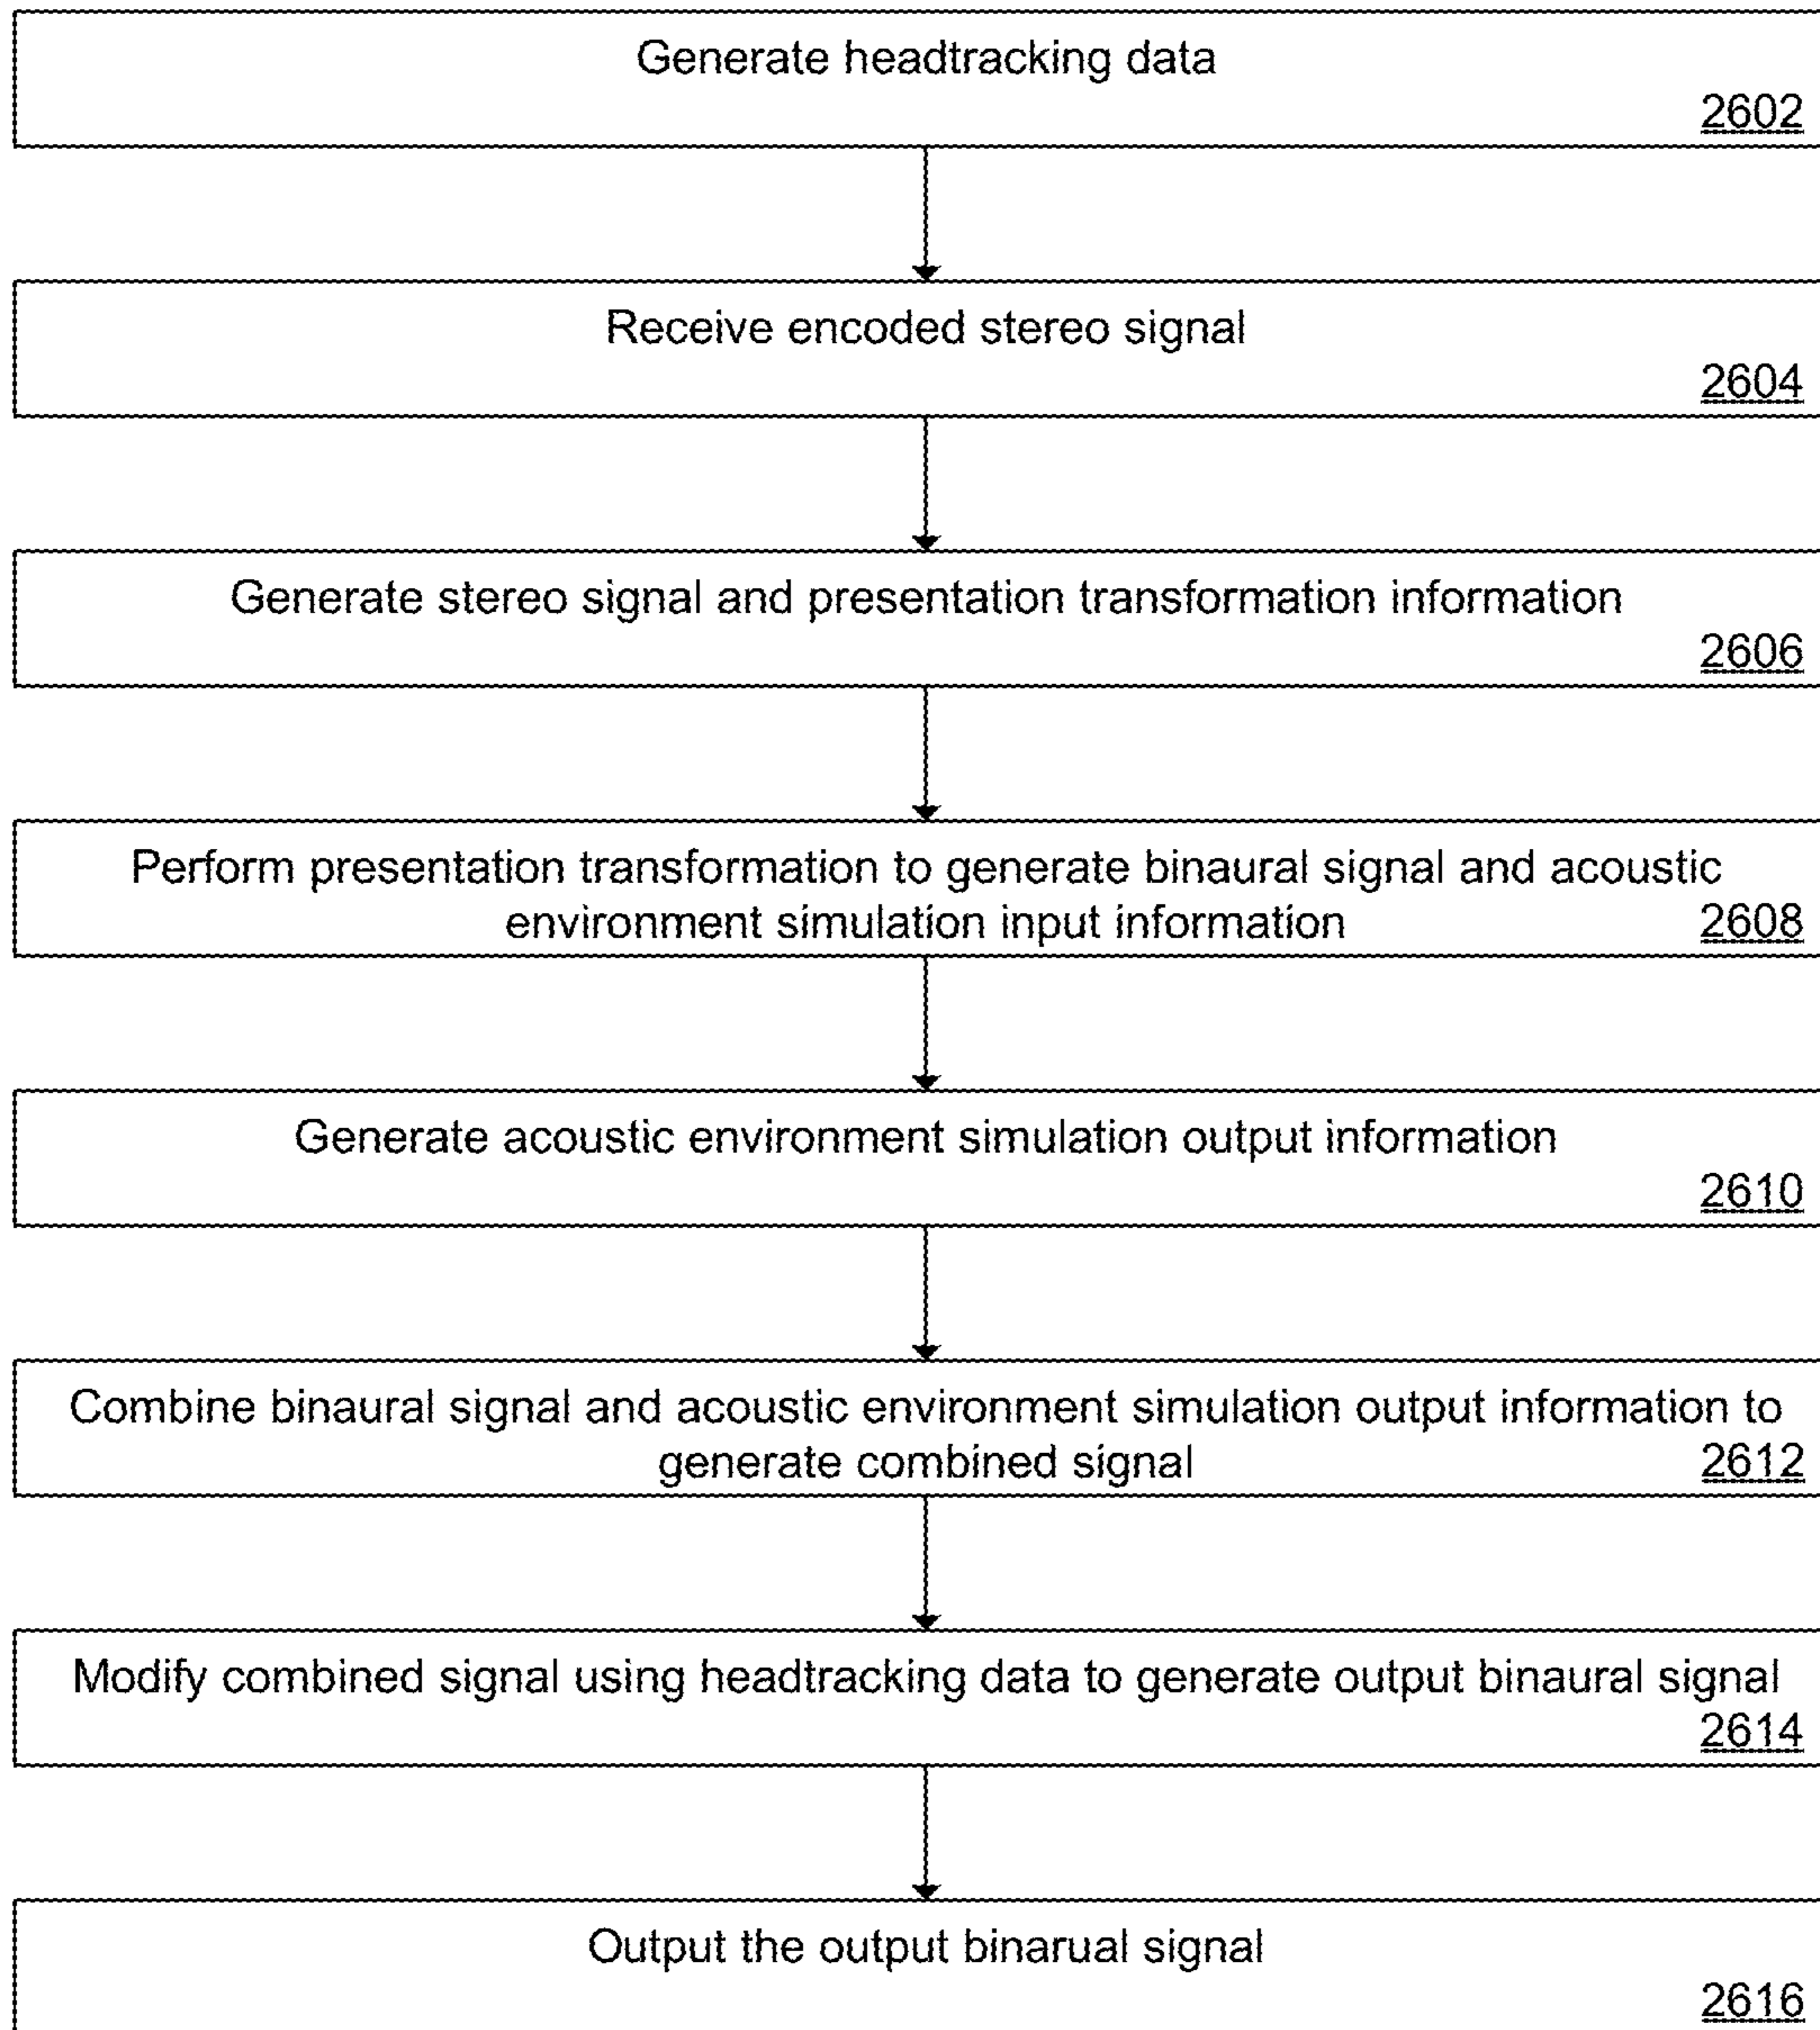 Generate headtracking data
2602
Receive encoded stereo signal
2604
Generate stereo signal and presentation transformation information
2606
Perform presentation transformation to generate binaural signal and acoustic
environment simulation input information
2608
Generate acoustic environment simulation output information
2610
Combine binaural signal and acoustic environment simulation output information to
generate combined signal
2612
Modify combined signal using headtracking data to generate output binaural signal
2614
Output the output binarual signal
2616